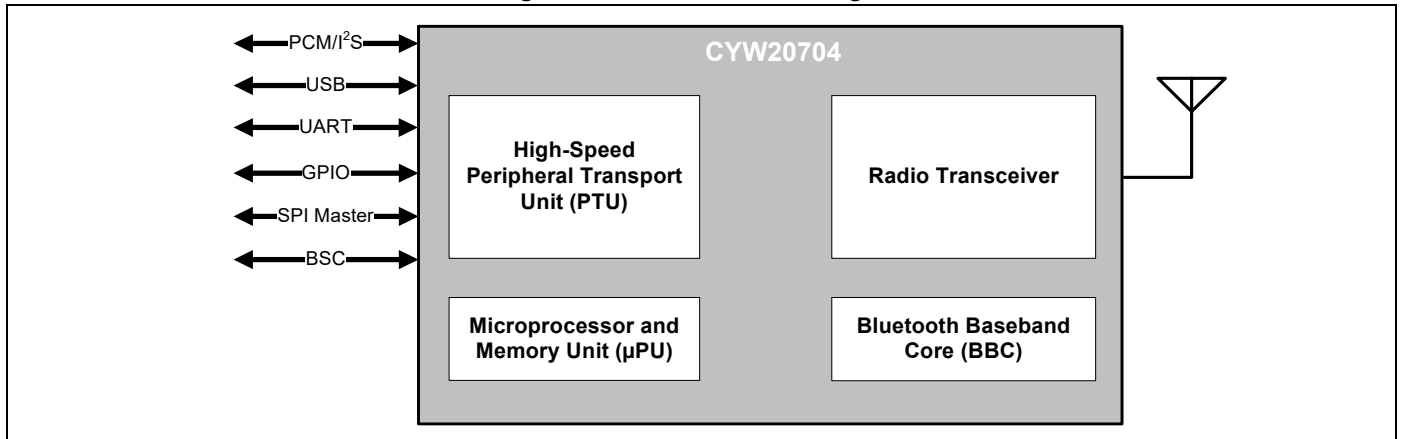 PCM/I²S
USB
UART
GPIO
SPI Master
BSC
CYW20704
High-Speed
Peripheral Transport
Unit (PTU)
Radio Transceiver
Microprocessor and
Memory Unit (µPU)
Bluetooth Baseband
Core (BBC)